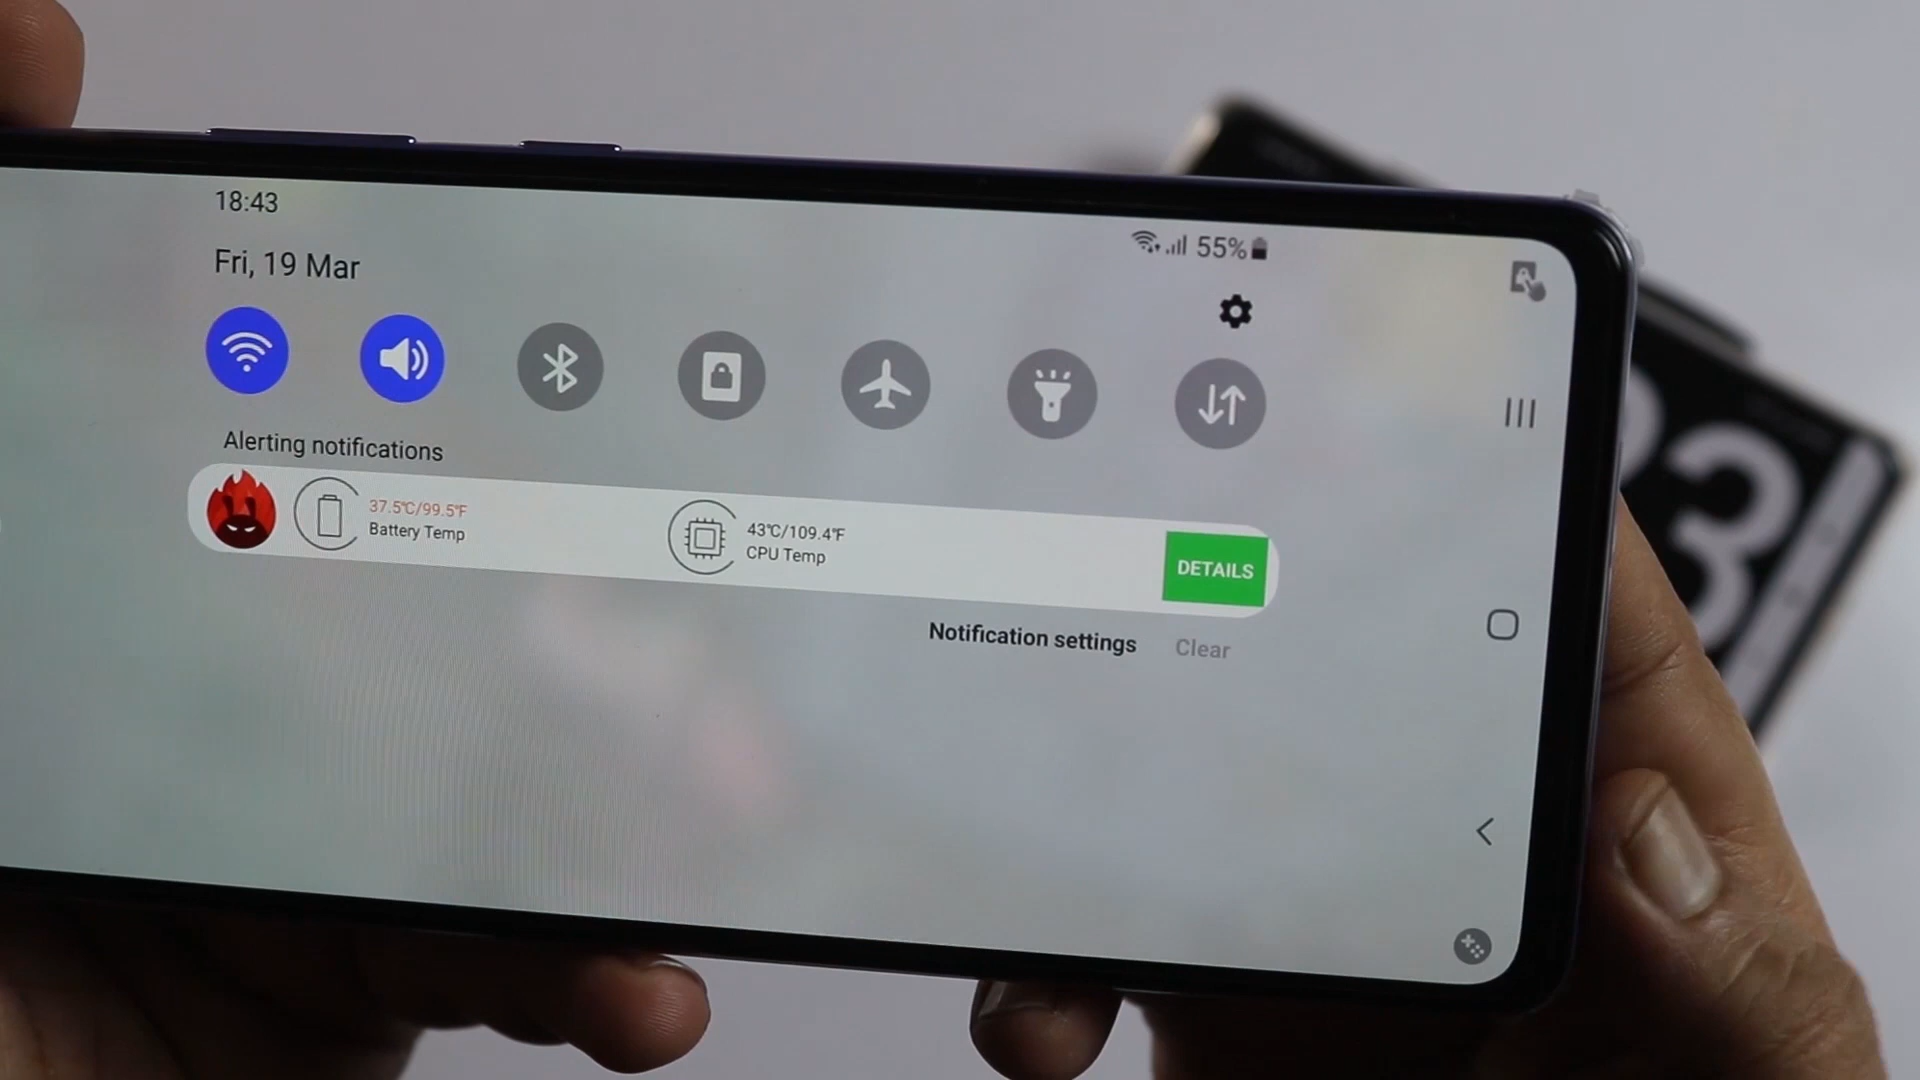 18:43
55%
Fri, 19 Mar
Alerting notifications
37.5℃/99.5℉
Battery Temp
43℃/109.4℉
CPU Temp
DETAILS
Notification settings
Clear
3